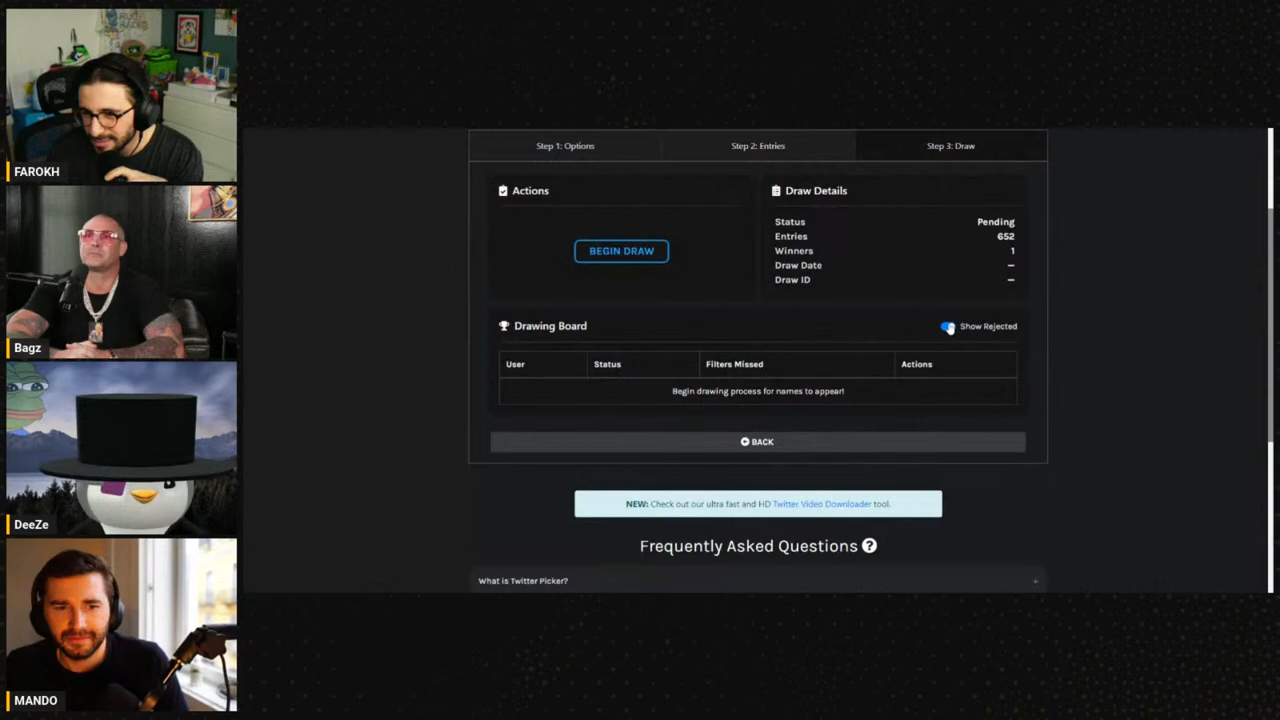 FAROKH
Bagz
DeeZe
MANDO
Step 1: Options
Step 2: Entries
Step 3: Draw
Actions
BEGIN DRAW
Draw Details
Status Pending
Entries 652
Winners 1
Draw Date —
Draw ID —
Drawing Board
Show Rejected
User Status Filters Missed Actions
Begin drawing process for names to appear!
BACK
NEW: Check out our ultra fast and HD Twitter Video Downloader tool.
Frequently Asked Questions ?
What is Twitter Picker? +